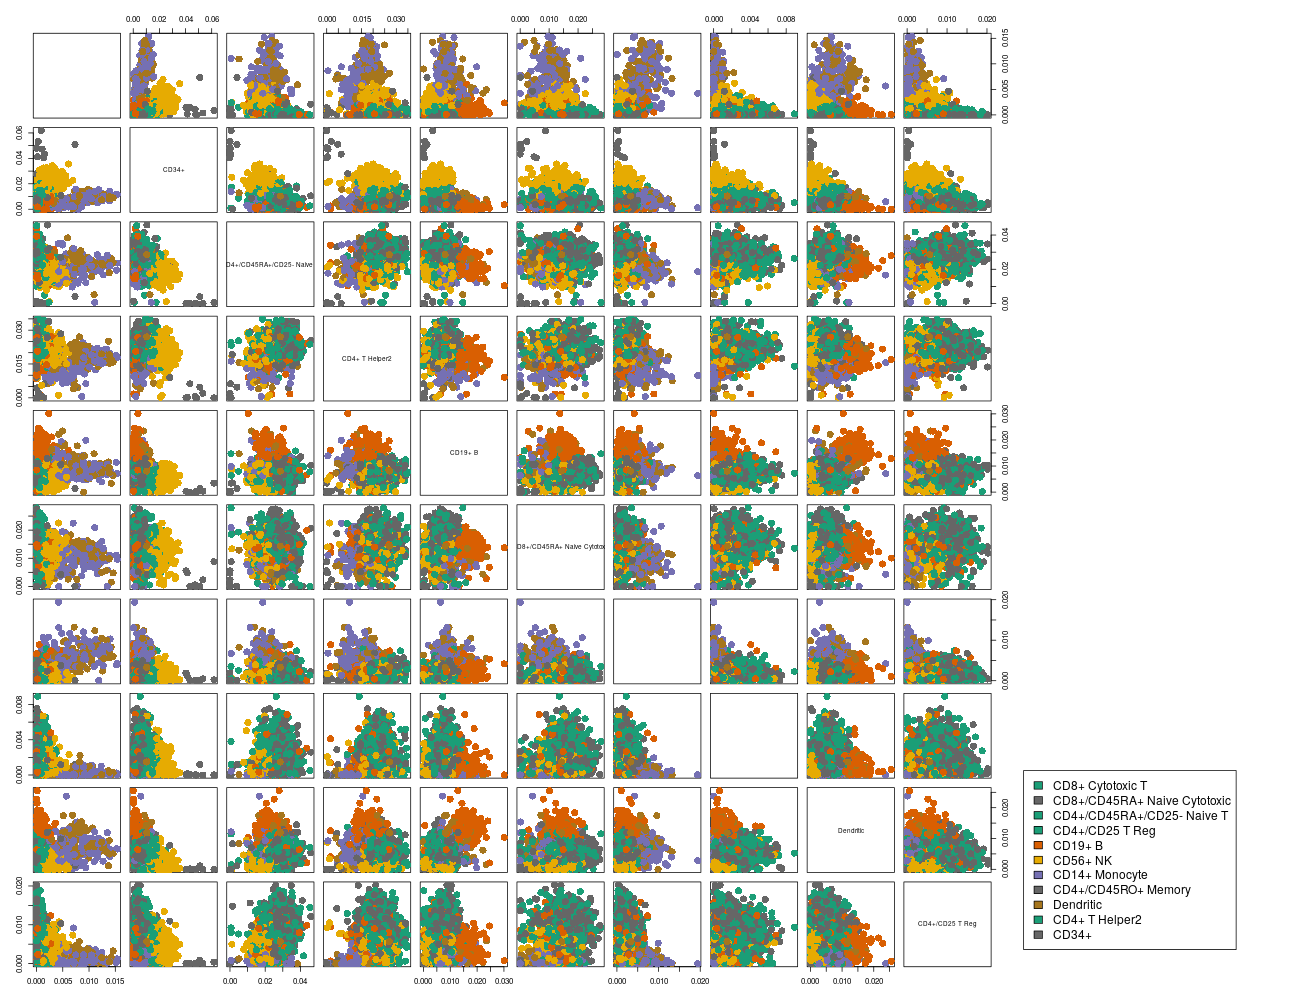 0.00 0.02 0.04 0.06 0.000 0.015 0.030 0.000 0.010 0.020 0.000 0.004 0.008 0.000 0.010 0.020
0.000 0.005 0.010 0.015
CD34+
0.00 0.02 0.04 0.06
D4+/CD45RA+/CD25- Naive
0.00 0.02 0.04
CD4+ T Helper2
0.000 0.015 0.030
CD19+ B
0.000 0.010 0.020 0.030
D8+/CD45RA+ Naive Cytotox
0.000 0.010 0.020
0.000 0.010 0.020
0.000 0.004 0.008
Dendritic
0.000 0.010 0.020
CD4+/CD25 T Reg
0.000 0.010 0.020
0.000 0.005 0.010 0.015 0.00 0.02 0.04 0.000 0.010 0.020 0.030 0.000 0.010 0.020 0.000 0.010 0.020
CD8+ Cytotoxic T
CD8+/CD45RA+ Naive Cytotoxic
CD4+/CD45RA+/CD25- Naive T
CD4+/CD25 T Reg
CD19+ B
CD56+ NK
CD14+ Monocyte
CD4+/CD45RO+ Memory
Dendritic
CD4+ T Helper2
CD34+